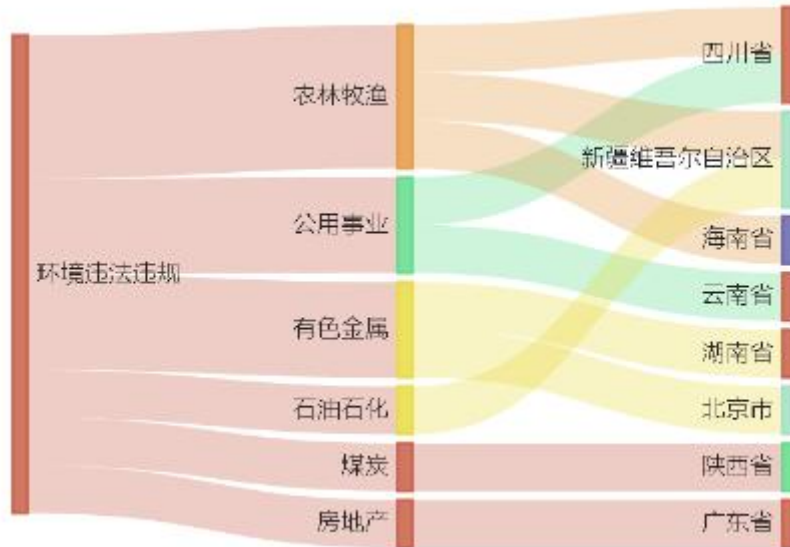 环境违法违规
农林牧渔
公用事业
有色金属
石油石化
煤炭
房地产
四川省
新疆维吾尔自治区
海南省
云南省
湖南省
北京市
陕西省
广东省